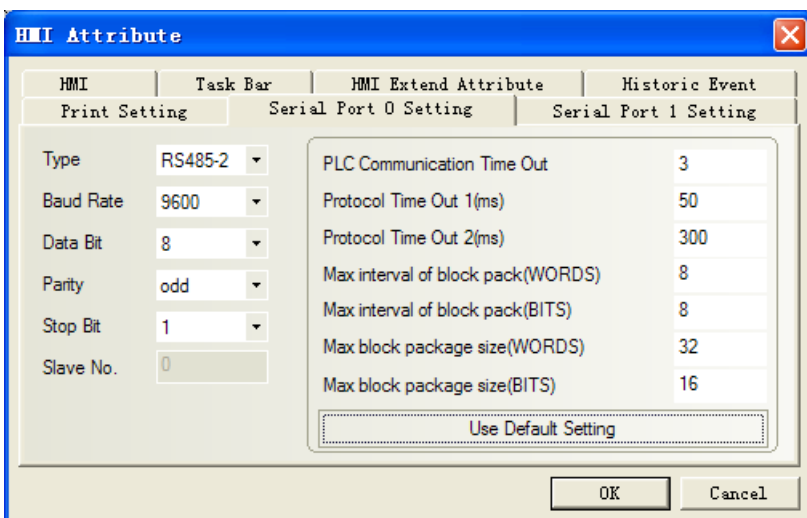 HMI Attribute
HMI Task Bar HMI Extend Attribute Historic Event
Print Setting Serial Port 0 Setting Serial Port 1 Setting
Type RS485-2
Baud Rate 9600
Data Bit 8
Parity odd
Stop Bit 1
Slave No. 0
PLC Communication Time Out 3
Protocol Time Out 1(ms) 50
Protocol Time Out 2(ms) 300
Max interval of block pack(WORDS) 8
Max interval of block pack(BITS) 8
Max block package size(WORDS) 32
Max block package size(BITS) 16
Use Default Setting
OK Cancel